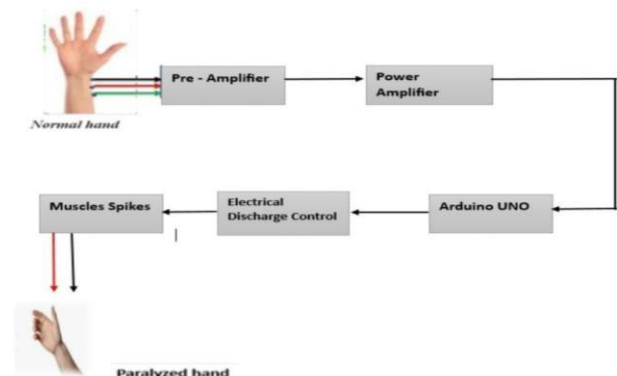 Pre - Amplifier
Power
Amplifier
Normal hand
Muscles Spikes
Electrical
Discharge Control
Arduino UNO
Paralyzed hand